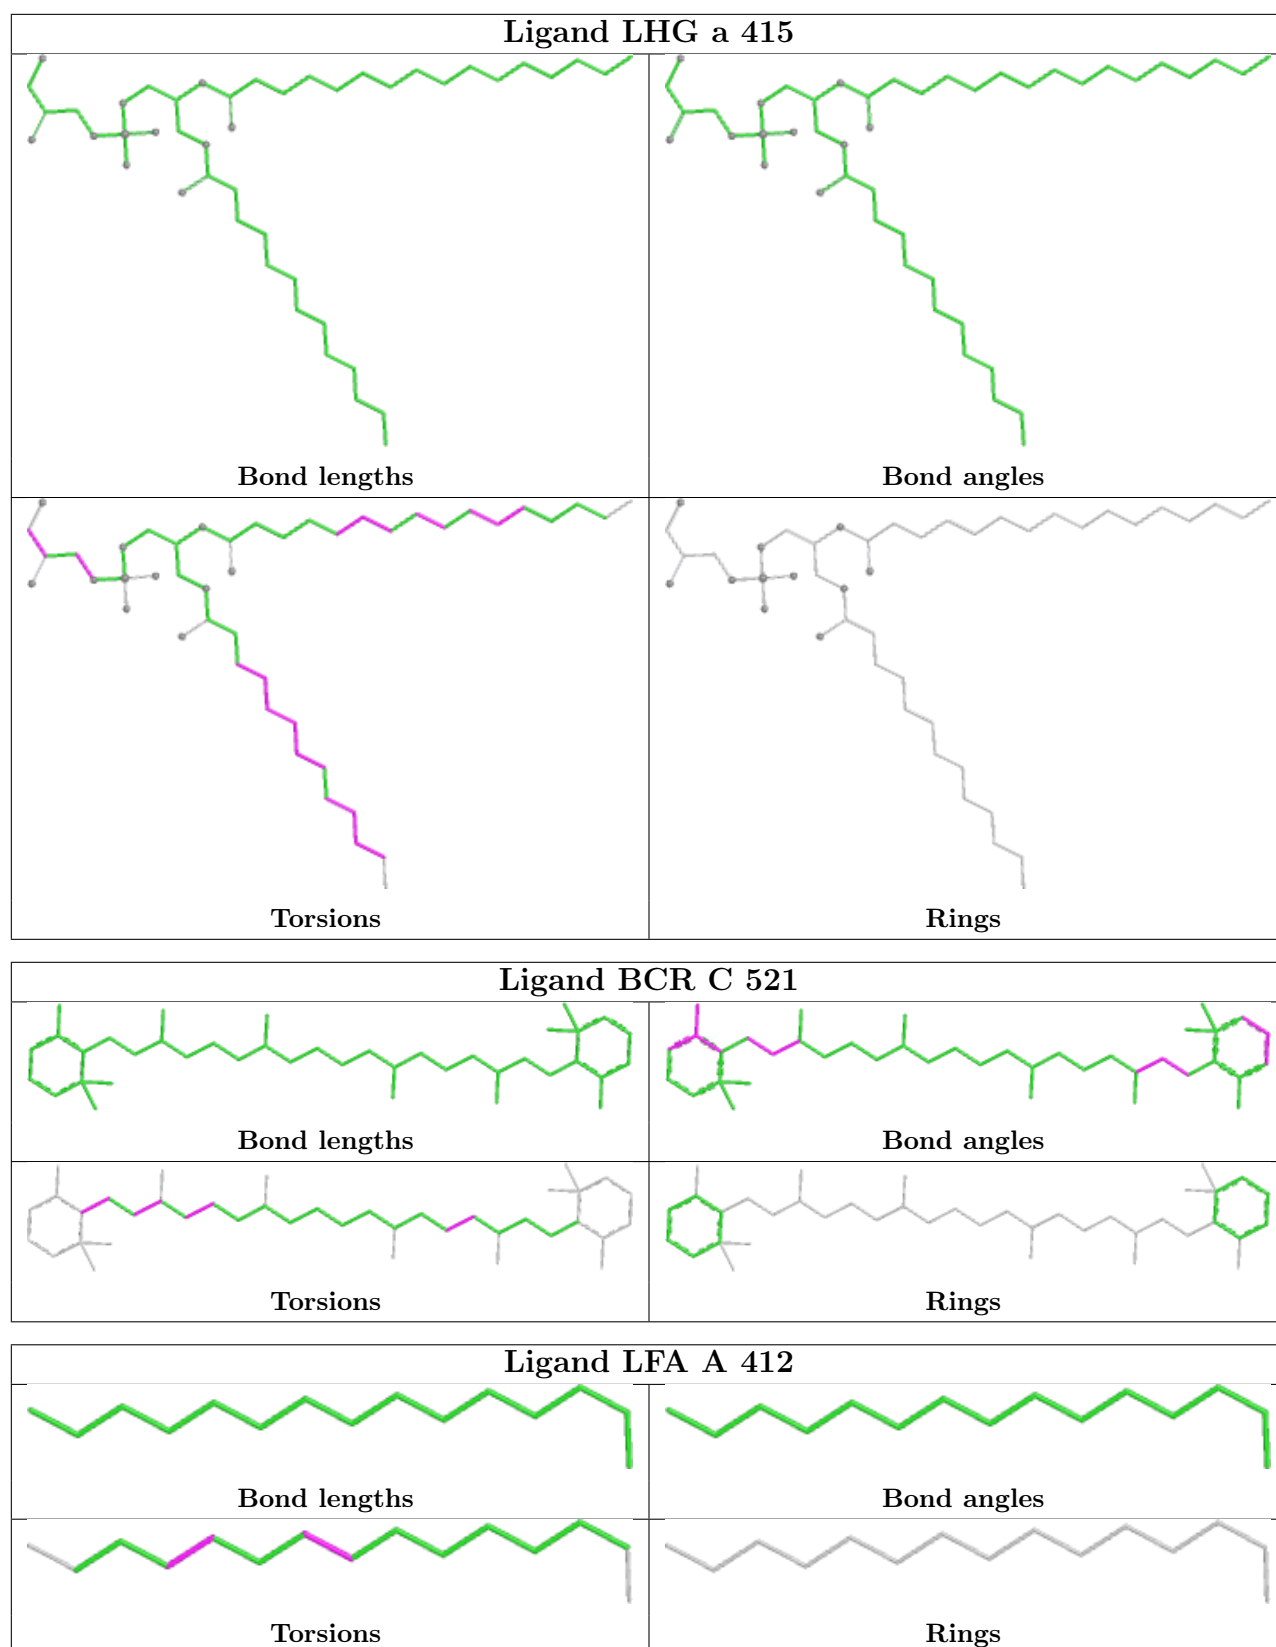 Ligand LHG a 415
Bond lengths
Bond angles
Torsions
Rings
Ligand BCR C 521
Bond lengths
Bond angles
Torsions
Rings
Ligand LFA A 412
Bond lengths
Bond angles
Torsions
Rings